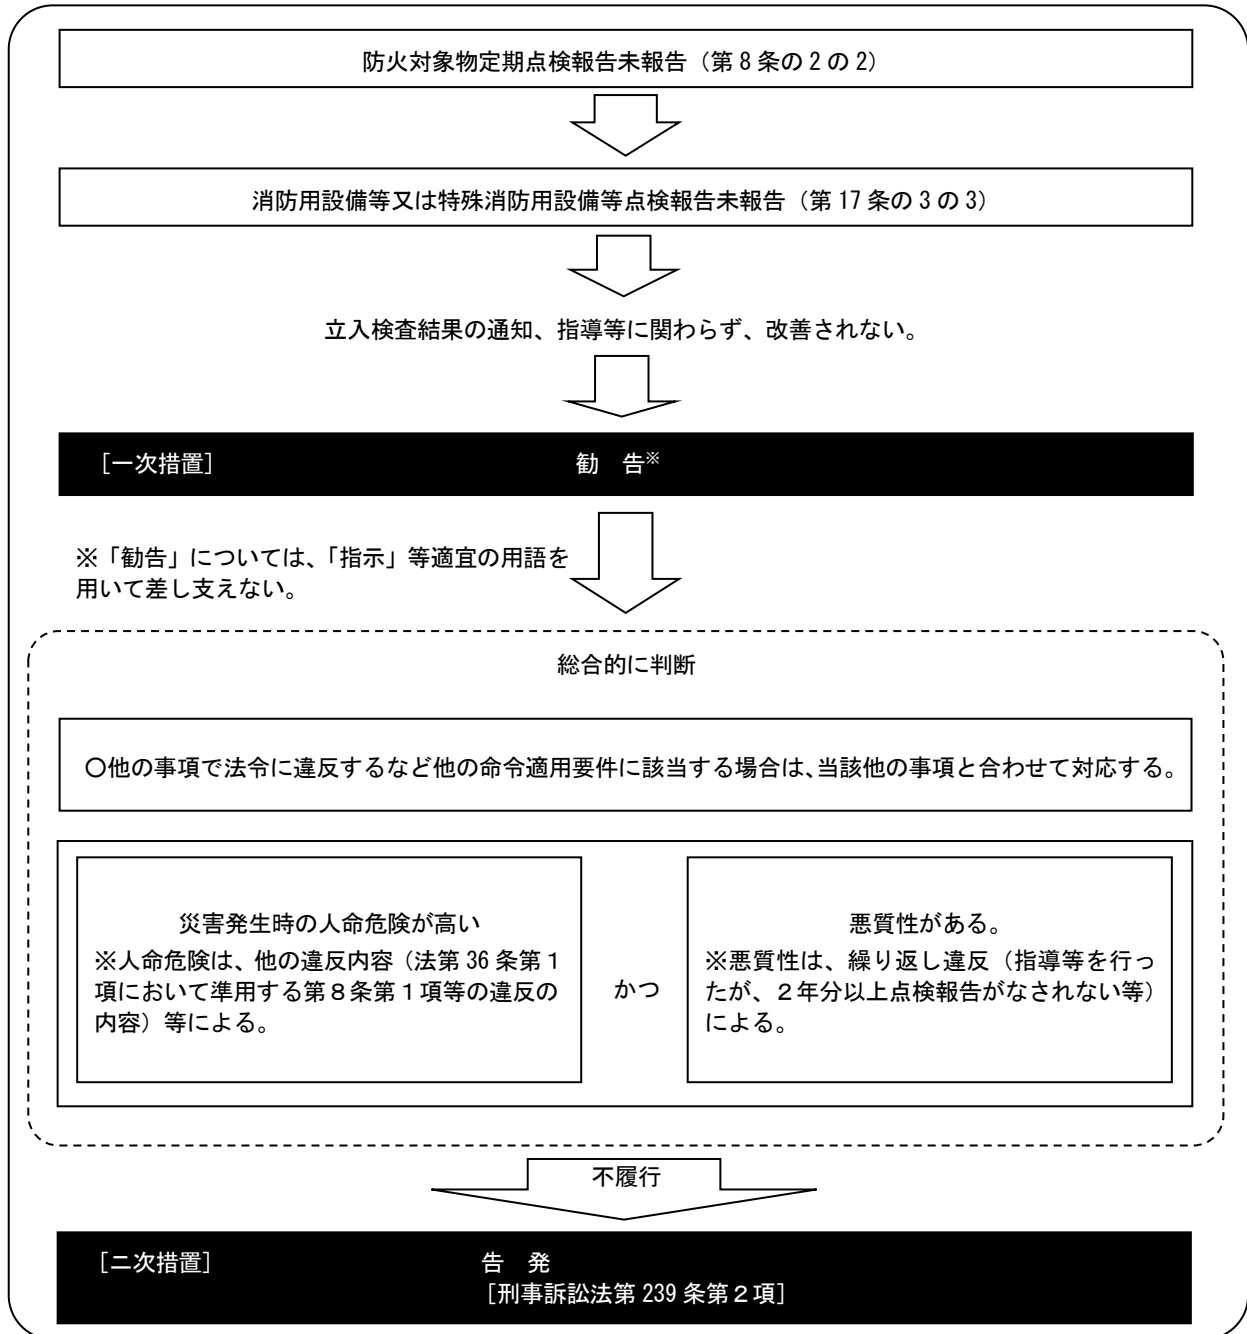 防火対象物定期点検報告未報告（第8条の2の2）
消防用設備等又は特殊消防用設備等点検報告未報告（第17条の3の3）
立入検査結果の通知、指導等に関わらず、改善されない。
［一次措置］ 勧 告※
※「勧告」については、「指示」等適宜の用語を
用いて差し支えない。
総合的に判断
○他の事項で法令に違反するなど他の命令適用要件に該当する場合は、当該他の事項と合わせて対応する。
災害発生時の人命危険が高い
※人命危険は、他の違反内容（法第36条第１
項において準用する第８条第１項等の違反の
内容）等による。
かつ
悪質性がある。
※悪質性は、繰り返し違反（指導等を行っ
たが、２年分以上点検報告がなされない等）
による。
不履行
［二次措置］ 告 発
［刑事訴訟法第239条第２項］